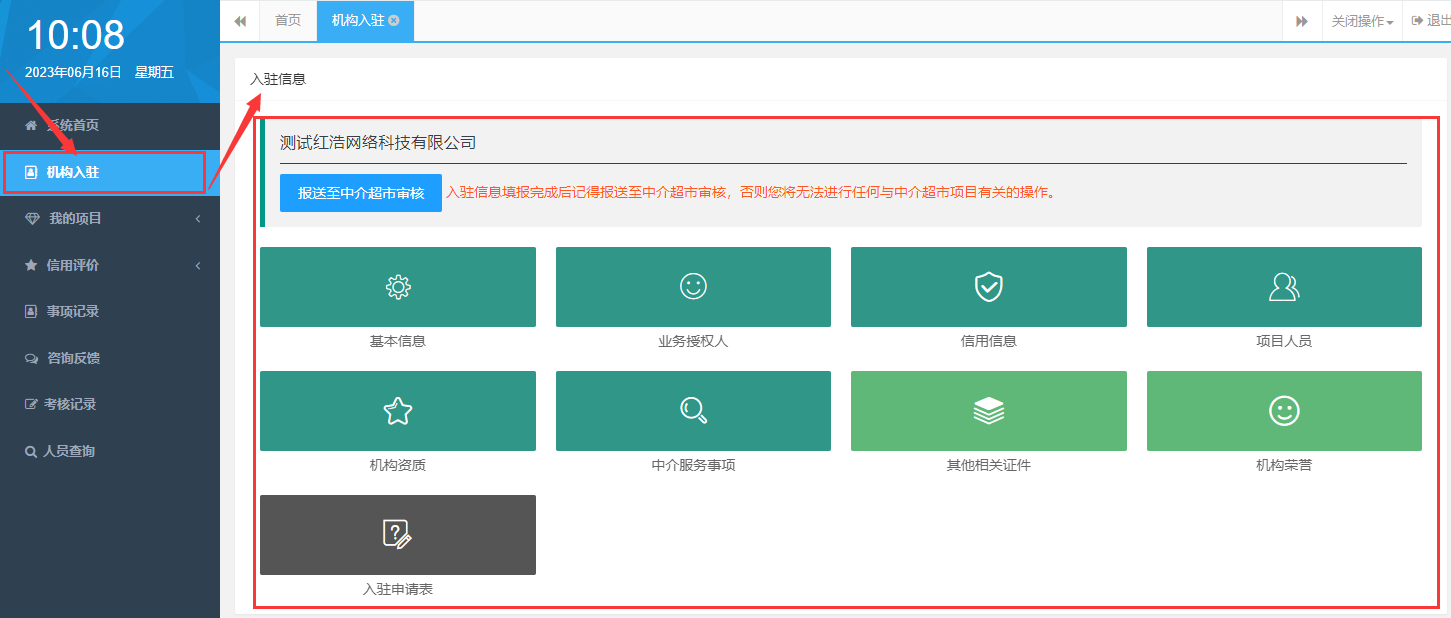 10:08
2023年06月16日 星期五
系统首页
机构入驻
我的项目
信用评价
事项记录
咨询反馈
考核记录
人员查询
首页
机构入驻
关闭操作
退出
入驻信息
测试红浩网络科技有限公司
报送至中介超市审核
入驻信息填报完成后记得报送至中介超市审核，否则您将无法进行任何与中介超市项目有关的操作。
基本信息
业务授权人
信用信息
项目人员
机构资质
中介服务事项
其他相关证件
机构荣誉
入驻申请表